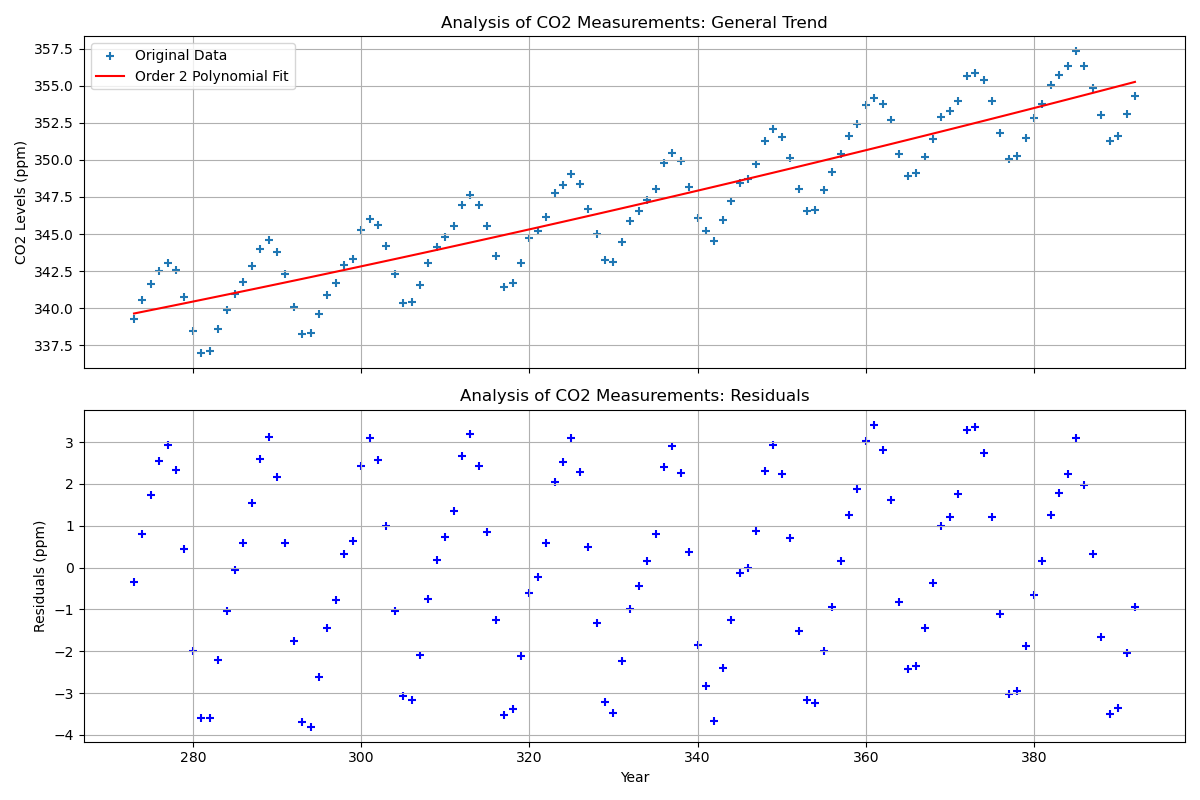 Analysis of CO2 Measurements: General Trend
Original Data
Order 2 Polynomial Fit
CO2 Levels (ppm)
357.5
355.0
352.5
350.0
347.5
345.0
342.5
340.0
337.5
Analysis of CO2 Measurements: Residuals
Residuals (ppm)
3
2
1
0
−1
−2
−3
−4
280 300 320 340 360 380
Year